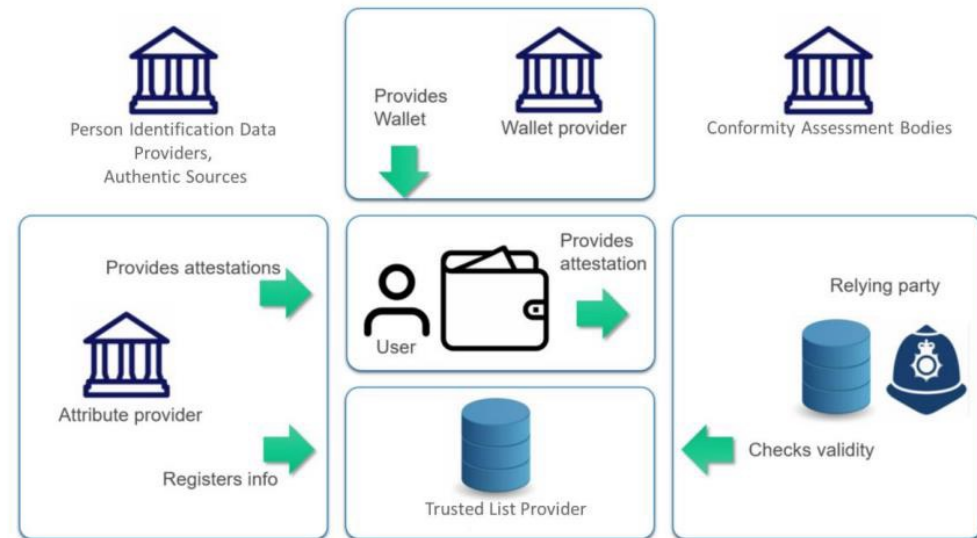 Person Identification Data
Providers,
Authentic Sources
Provides
Wallet
Wallet provider
Conformity Assessment Bodies
Provides attestations
Attribute provider
Registers info
User
Provides
attestation
Trusted List Provider
Relying party
Checks validity